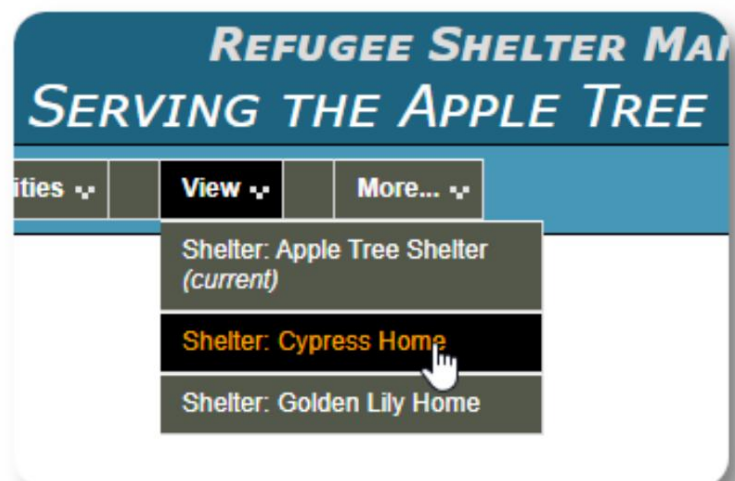 REFUGEE SHELTER MA
SERVING THE APPLE TREE
ities View More...
Shelter: Apple Tree Shelter
(current)
Shelter: Cypress Home
Shelter: Golden Lily Home